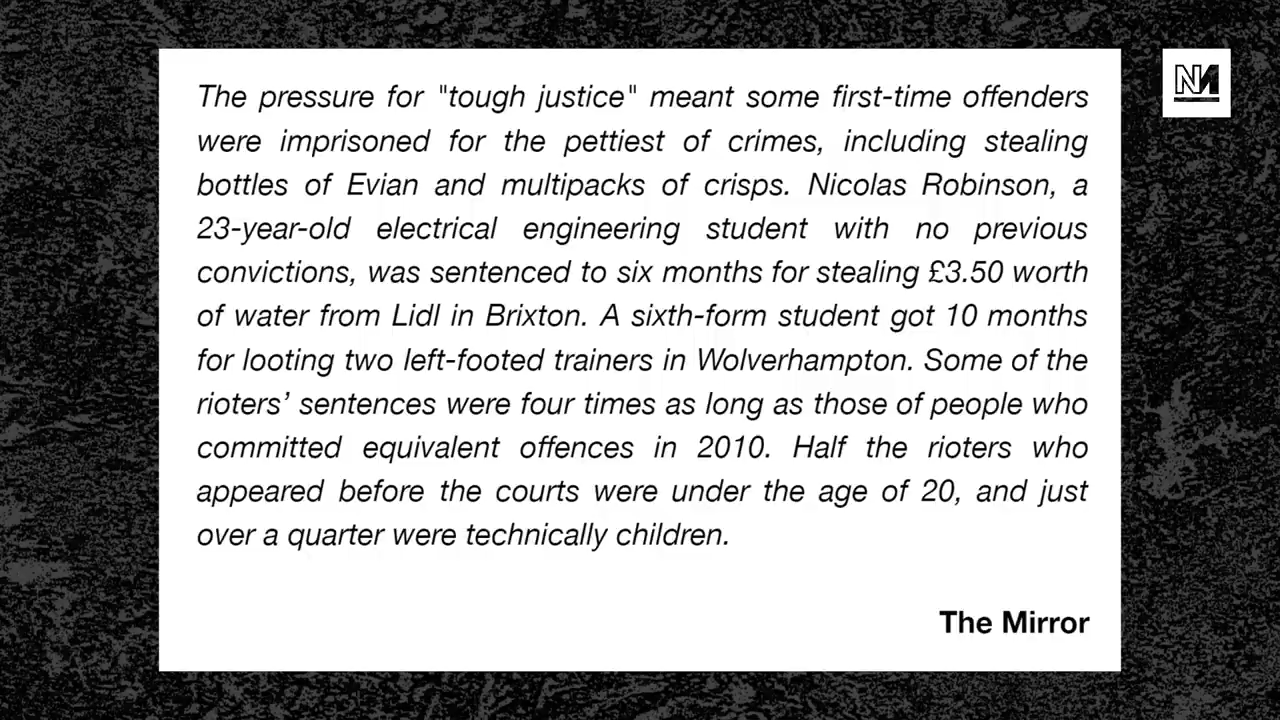 The pressure for "tough justice" meant some first-time offenders
were imprisoned for the pettiest of crimes, including stealing
bottles of Evian and multipacks of crisps. Nicolas Robinson, a
23-year-old electrical engineering student with no previous
convictions, was sentenced to six months for stealing £3.50 worth
of water from Lidl in Brixton. A sixth-form student got 10 months
for looting two left-footed trainers in Wolverhampton. Some of the
rioters’ sentences were four times as long as those of people who
committed equivalent offences in 2010. Half the rioters who
appeared before the courts were under the age of 20, and just
over a quarter were technically children.
The Mirror
NM